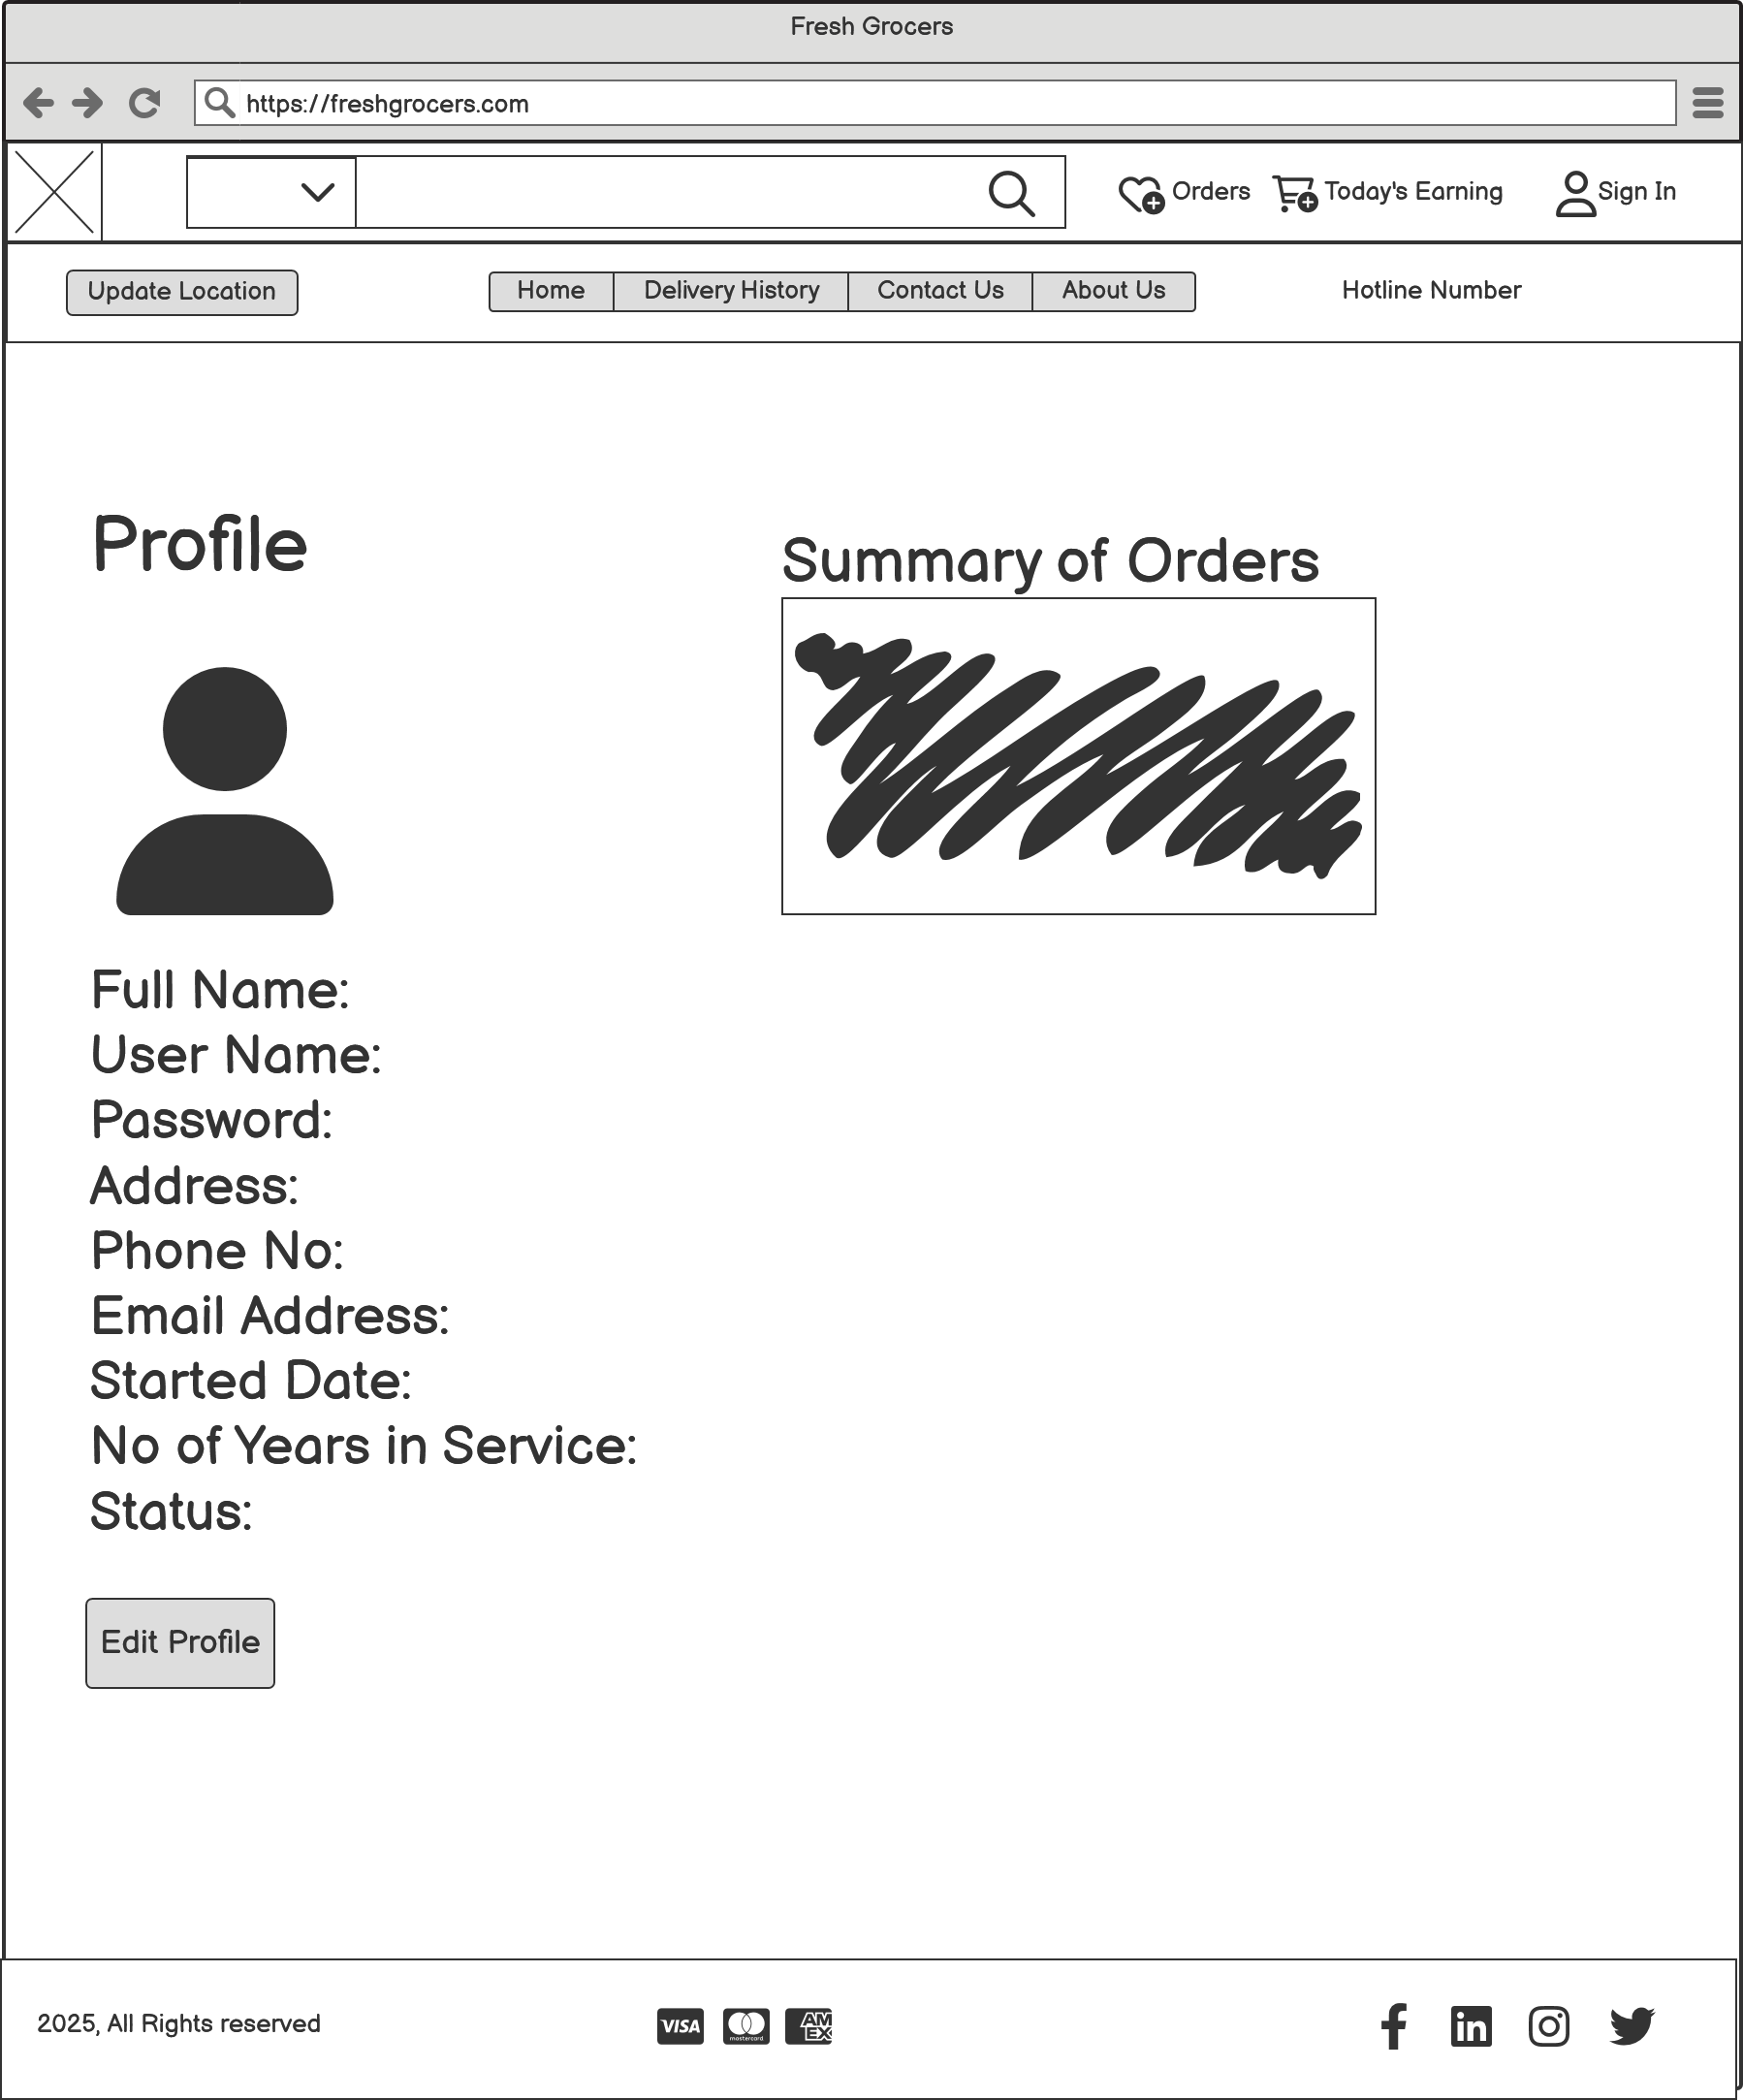 Fresh Grocers
https://freshgrocers.com
Orders Today's Earning Sign In
Update Location Home Delivery History Contact Us About Us Hotline Number
Profile
Summary of Orders
Full Name:
User Name:
Password:
Address:
Phone No:
Email Address:
Started Date:
No of Years in Service:
Status:
Edit Profile
2025, All Rights reserved VISA mastercard AM EX in